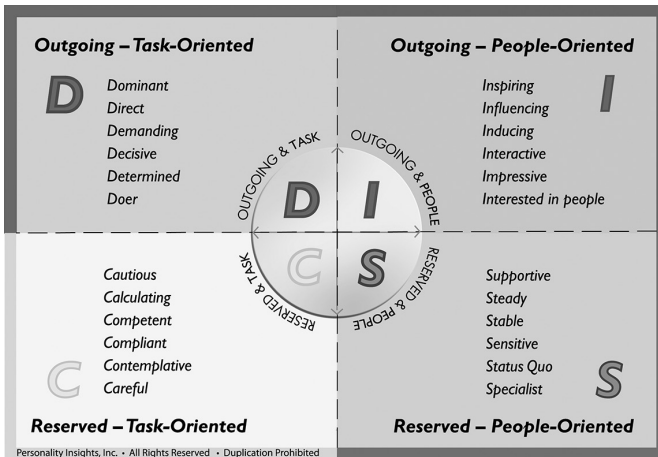 Outgoing – Task-Oriented
D
Dominant
Direct
Demanding
Decisive
Determined
Doer
Outgoing – People-Oriented
I
Inspiring
Influencing
Inducing
Interactive
Impressive
Interested in people
OUTGOING & TASK
OUTGOING & PEOPLE
D I
C S
RESERVED & TASK
RESERVED & PEOPLE
Cautious
Calculating
Competent
Compliant
Contemplative
Careful
C
Reserved – Task-Oriented
Supportive
Steady
Stable
Sensitive
Status Quo
Specialist
S
Reserved – People-Oriented
Personality Insights, Inc. • All Rights Reserved • Duplication Prohibited